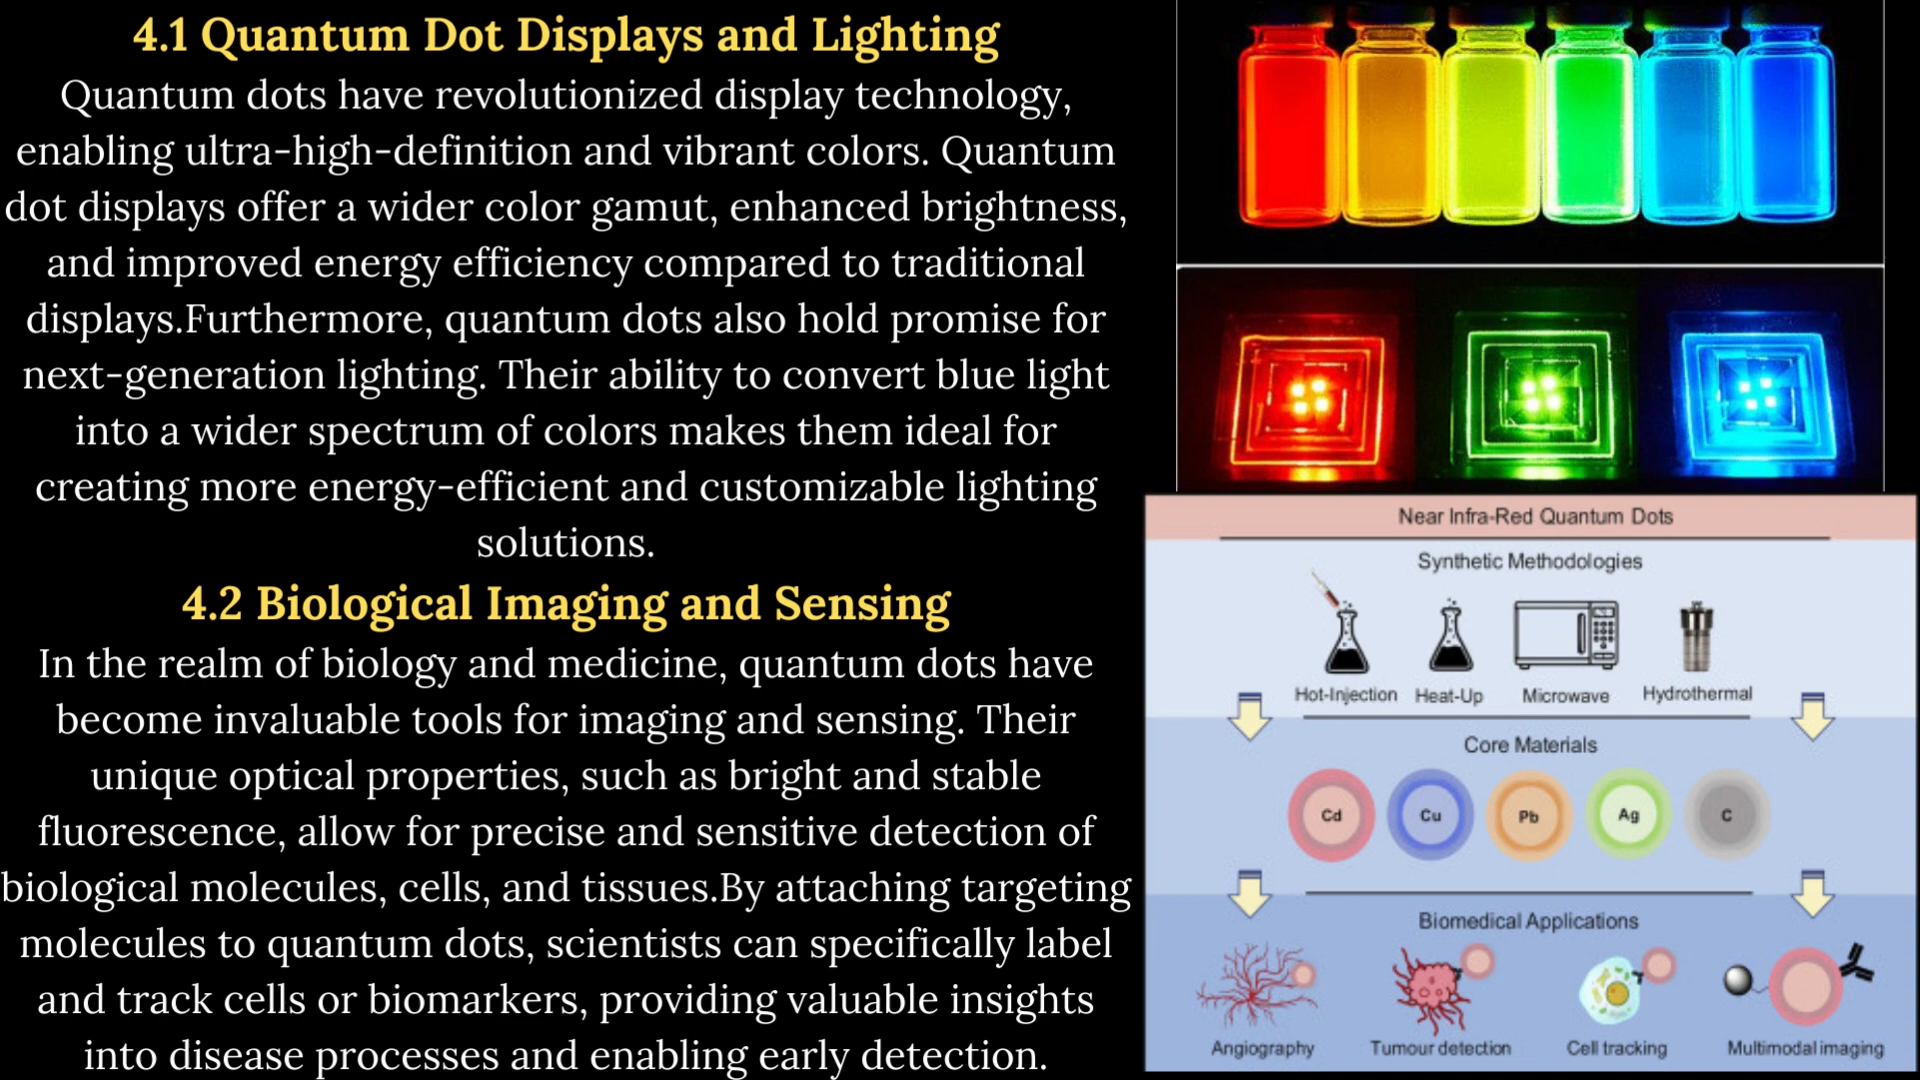 4.1 Quantum Dot Displays and Lighting
Quantum dots have revolutionized display technology,
enabling ultra-high-definition and vibrant colors. Quantum
dot displays offer a wider color gamut, enhanced brightness,
and improved energy efficiency compared to traditional
displays.Furthermore, quantum dots also hold promise for
next-generation lighting. Their ability to convert blue light
into a wider spectrum of colors makes them ideal for
creating more energy-efficient and customizable lighting
solutions.
4.2 Biological Imaging and Sensing
In the realm of biology and medicine, quantum dots have
become invaluable tools for imaging and sensing. Their
unique optical properties, such as bright and stable
fluorescence, allow for precise and sensitive detection of
biological molecules, cells, and tissues.By attaching targeting
molecules to quantum dots, scientists can specifically label
and track cells or biomarkers, providing valuable insights
into disease processes and enabling early detection.
Near Infra-Red Quantum Dots
Synthetic Methodologies
Hot-Injection Heat-Up Microwave Hydrothermal
Core Materials
Cd Cu Pb Ag C
Biomedical Applications
Angiography Tumour detection Cell tracking Multimodal imaging